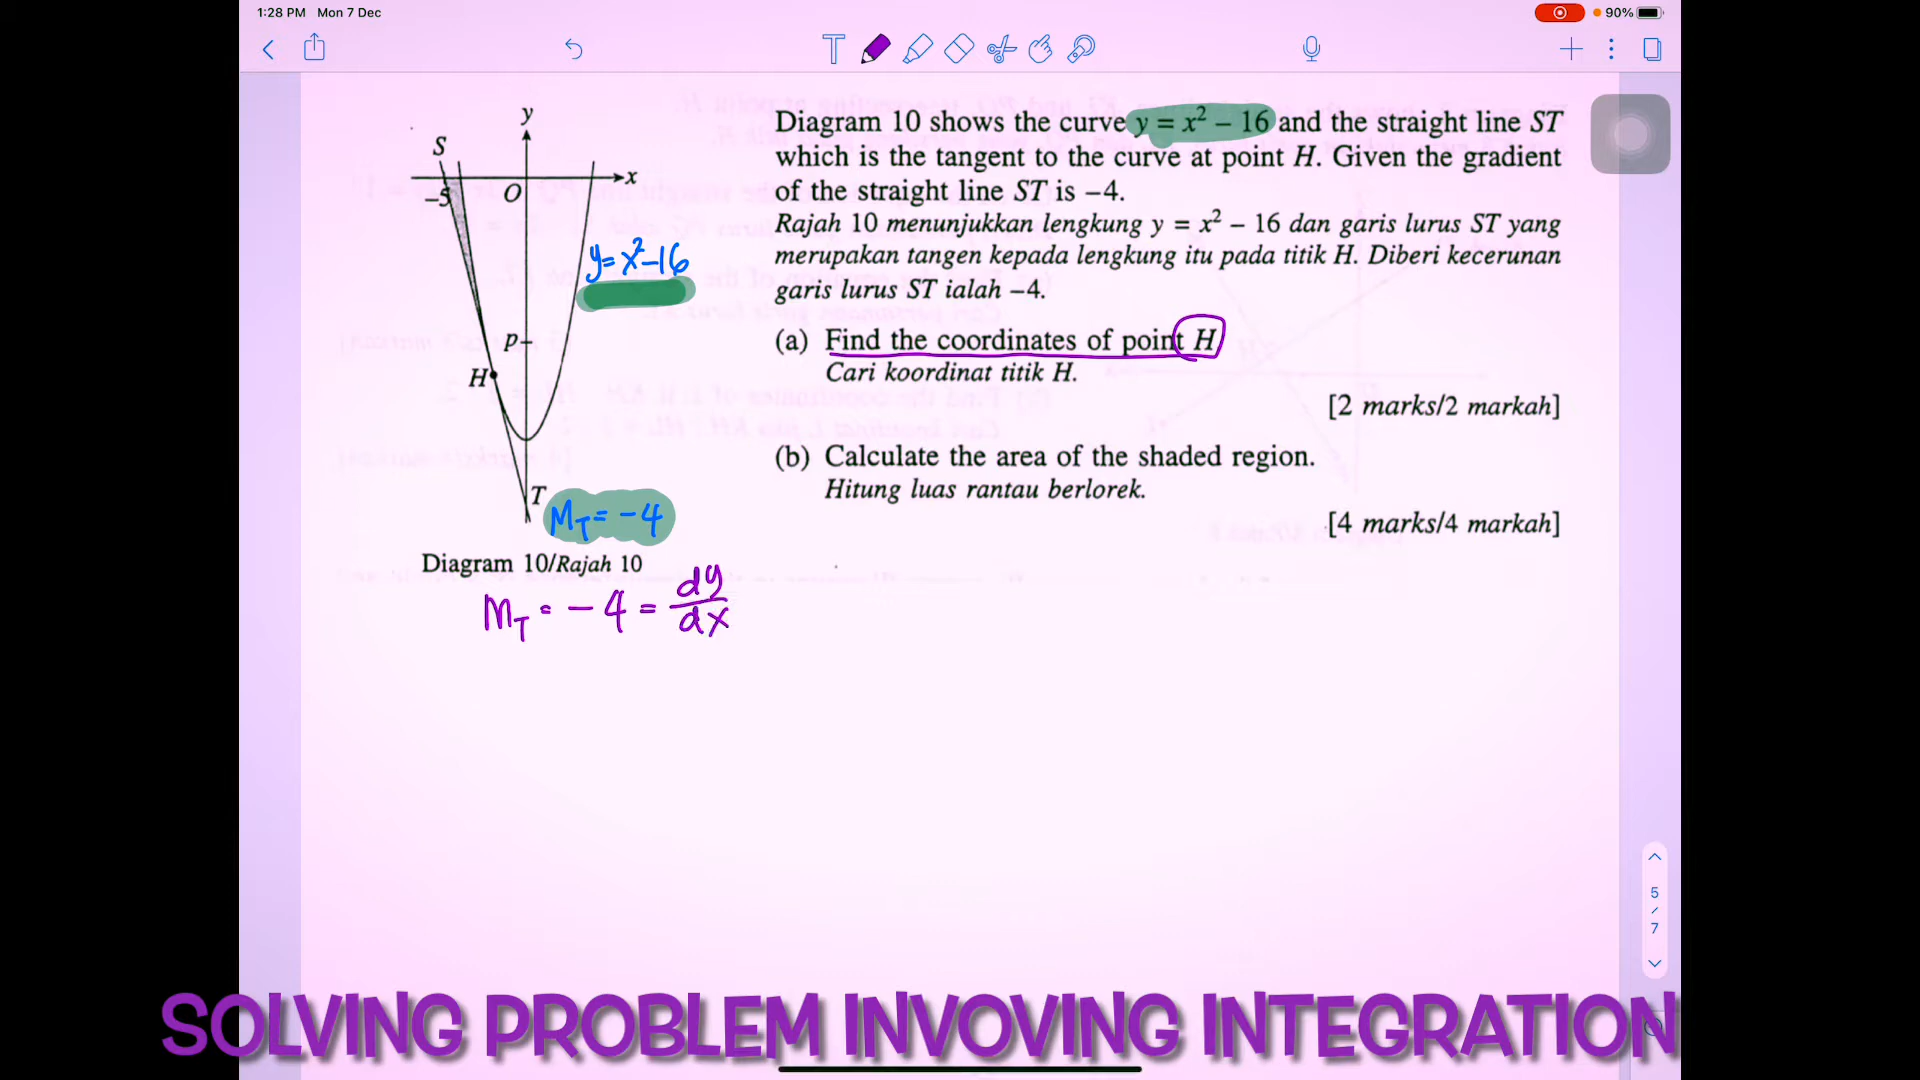 1:28 PM Mon 7 Dec
90%
Diagram 10 shows the curve y = x² − 16 and the straight line ST
which is the tangent to the curve at point H. Given the gradient
of the straight line ST is −4.
Rajah 10 menunjukkan lengkung y = x² − 16 dan garis lurus ST yang
merupakan tangen kepada lengkung itu pada titik H. Diberi kecerunan
garis lurus ST ialah −4.
(a) Find the coordinates of point H
Cari koordinat titik H.
[2 marks/2 markah]
(b) Calculate the area of the shaded region.
Hitung luas rantau berlorek.
[4 marks/4 markah]
y
S
x
−5
O
y = x² − 16
P
H
T
M_T = −4
Diagram 10/Rajah 10
M_T = −4 = dy/dx
5
/
7
SOLVING PROBLEM INVOVING INTEGRATION